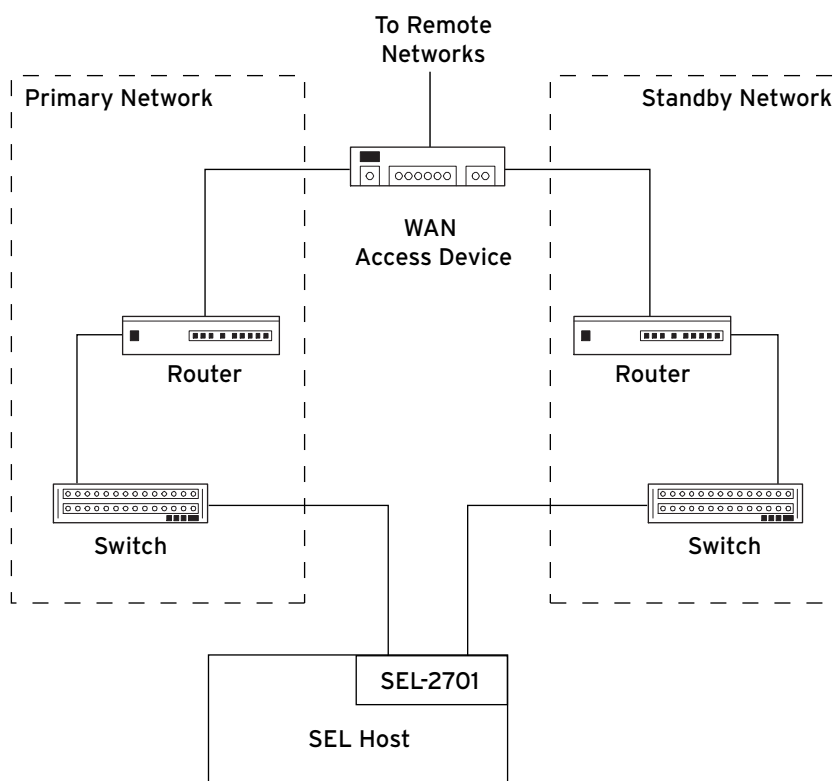 To Remote
Networks
Primary Network
Standby Network
WAN
Access Device
Router
Router
Switch
Switch
SEL-2701
SEL Host